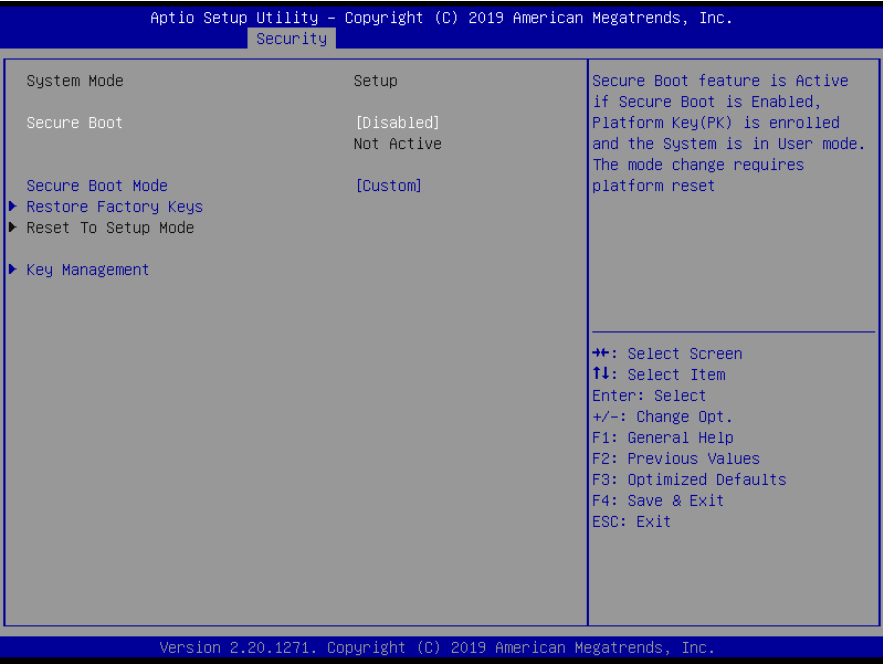 Aptio Setup Utility – Copyright (C) 2019 American Megatrends, Inc.
Security
System Mode Setup
Secure Boot [Disabled]
Not Active
Secure Boot Mode [Custom]
Restore Factory Keys
Reset To Setup Mode
Key Management
Secure Boot feature is Active
if Secure Boot is Enabled,
Platform Key(PK) is enrolled
and the System is in User mode.
The mode change requires
platform reset
→←: Select Screen
↑↓: Select Item
Enter: Select
+/-: Change Opt.
F1: General Help
F2: Previous Values
F3: Optimized Defaults
F4: Save & Exit
ESC: Exit
Version 2.20.1271. Copyright (C) 2019 American Megatrends, Inc.